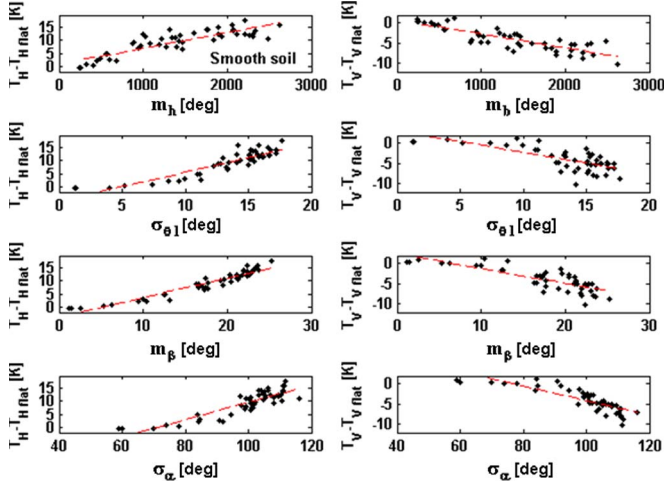 T_H-T_H flat [K]
15
10
5
0
Smooth soil
0 1000 2000 3000
m_h [deg]
T_V-T_V flat [K]
0
-5
-10
0 1000 2000 3000
m_b [deg]
T_H-T_H flat [K]
15
10
5
0
0 5 10 15 20
σ_θ1 [deg]
T_V-T_V flat [K]
0
-5
-10
0 5 10 15 20
σ_θ1 [deg]
T_H-T_H flat [K]
15
10
5
0
0 10 20 30
m_β [deg]
T_V-T_V flat [K]
0
-5
-10
0 10 20 30
m_β [deg]
T_H-T_H flat [K]
15
10
5
0
40 60 80 100 120
σ_α [deg]
T_V-T_V flat [K]
0
-5
-10
40 60 80 100 120
σ_α [deg]